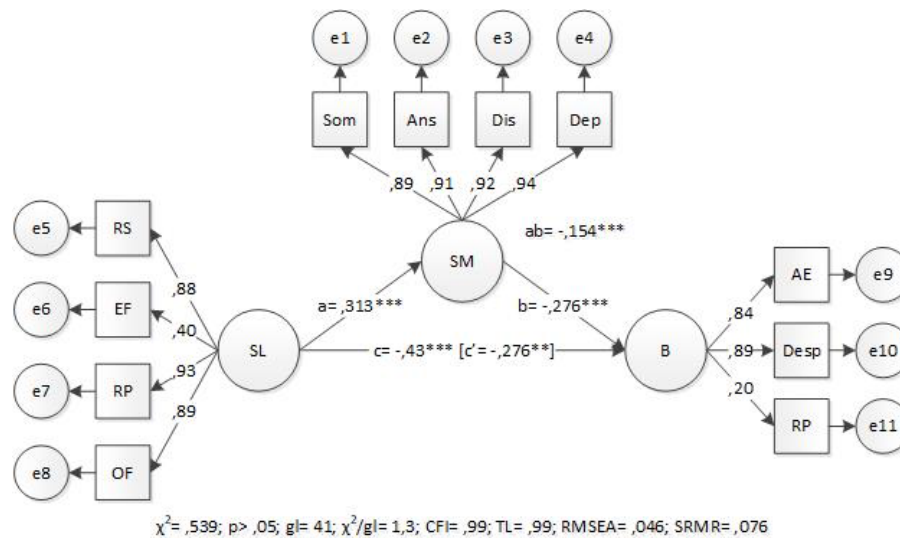 e1 e2 e3 e4
Som Ans Dis Dep
,89 ,91 ,92 ,94
e5 RS
SM
ab= -,154***
AE e9
,88
e6 EF
a= ,313***
b= -,276***
,84
,40
SL
c= -,43*** [c'= -,276**]
B
,89
Desp e10
,93
e7 RP
,20
,89
RP e11
e8 OF
χ²= ,539; p> ,05; gl= 41; χ²/gl= 1,3; CFI= ,99; TL= ,99; RMSEA= ,046; SRMR= ,076